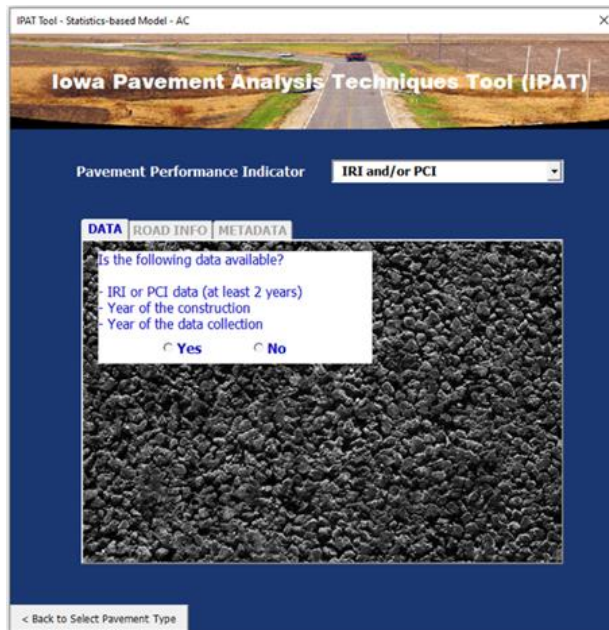 IPAT Tool - Statistics-based Model - AC
Iowa Pavement Analysis Techniques Tool (IPAT)
Pavement Performance Indicator IRI and/or PCI
DATA ROAD INFO METADATA
Is the following data available?
- IRI or PCI data (at least 2 years)
- Year of the construction
- Year of the data collection
Yes No
< Back to Select Pavement Type